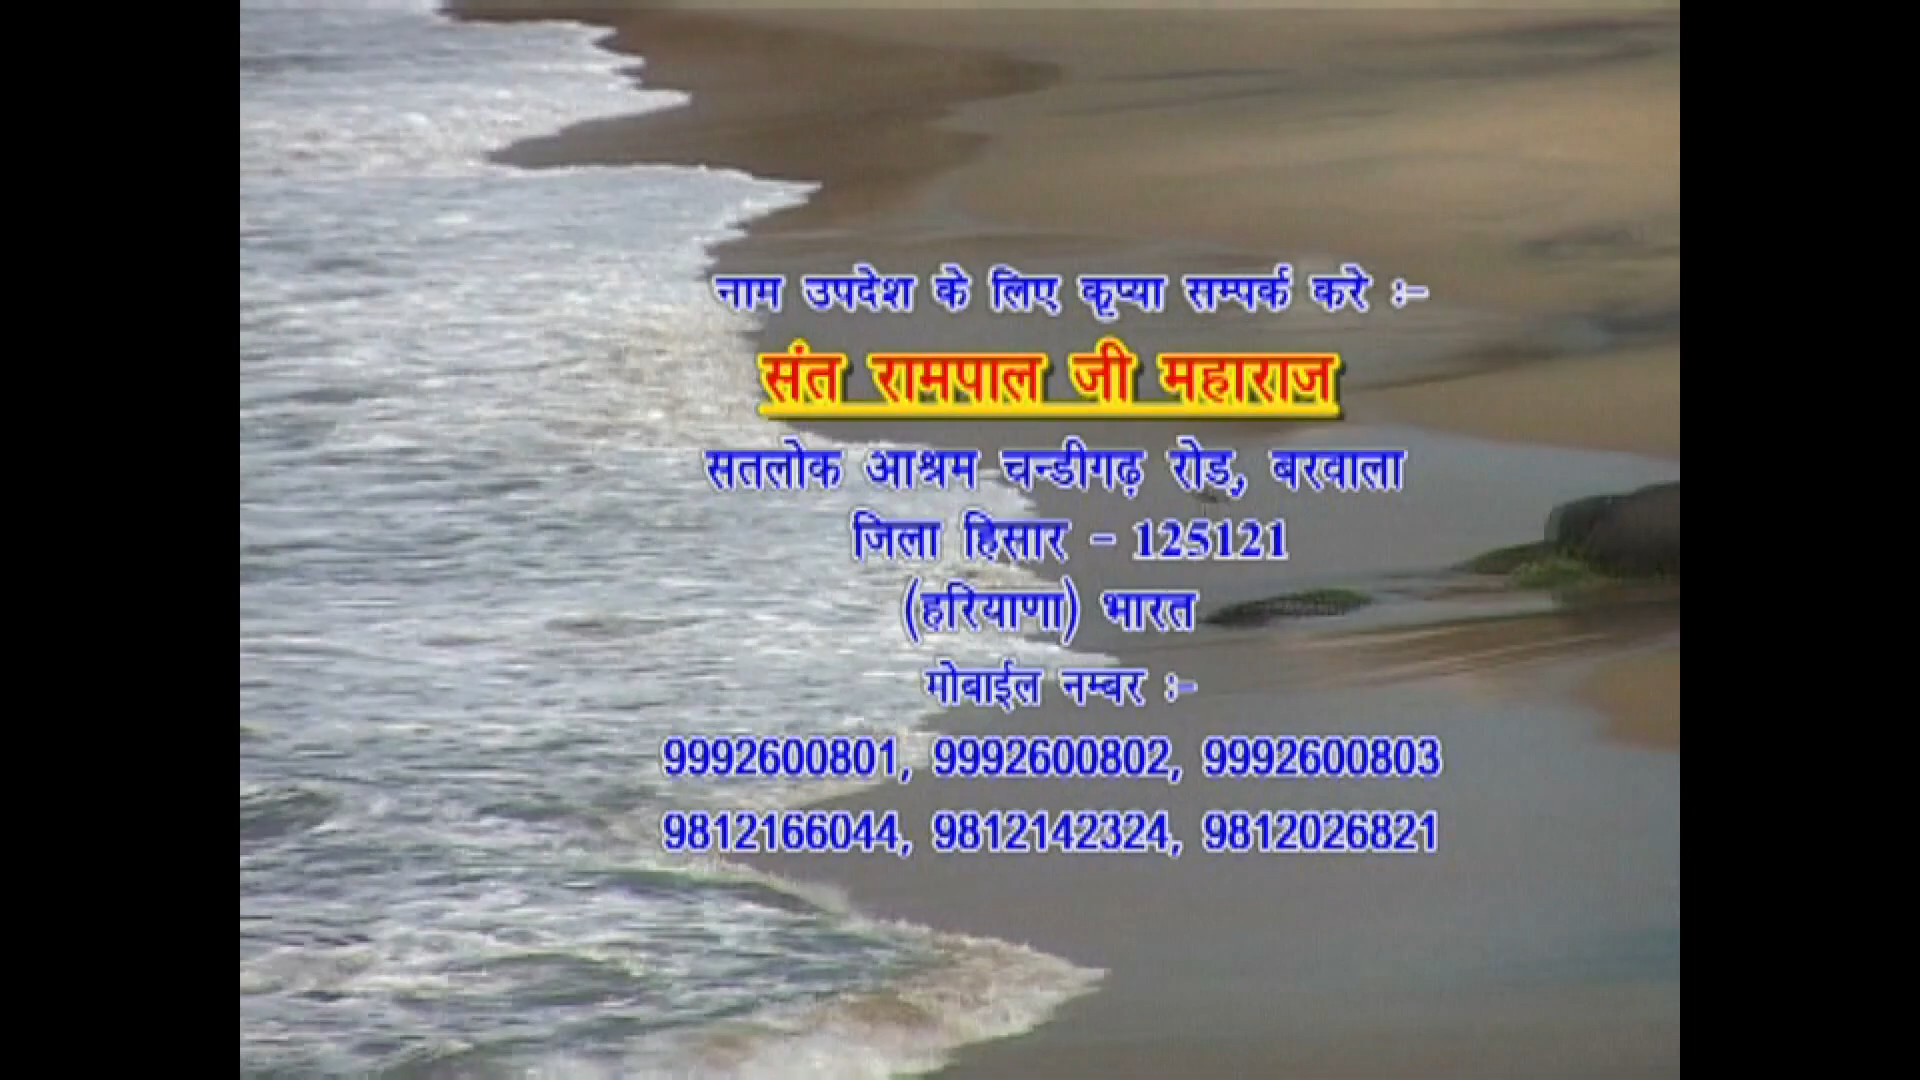 नाम उपदेश के लिए कृप्या सम्पर्क करे :-
संत रामपाल जी महाराज
सतलोक आश्रम चन्डीगढ़ रोड़, बरवाला
जिला हिसार - 125121
(हरियाणा) भारत
मोबाईल नम्बर :-
9992600801, 9992600802, 9992600803
9812166044, 9812142324, 9812026821